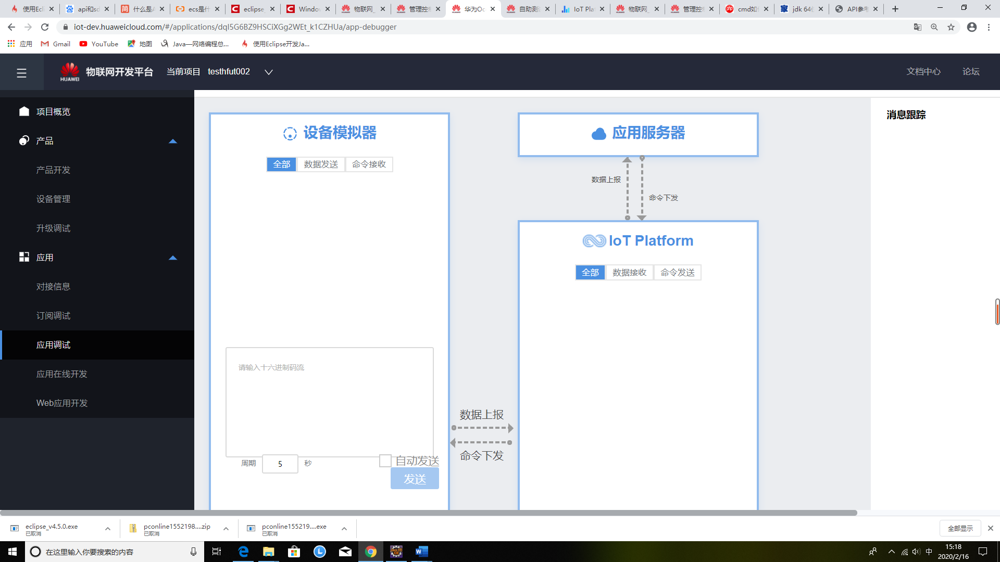 使用Ecl
api和sd
什么是A
ecs是什
eclipse_
Window
物联网_
管理控制
华为Oc
自助测试
IoT Plat
物联网_
管理控制
cmd如何
jdk 64位
API参考
iot-dev.huaweicloud.com/#/applications/dqI5G6BZ9HSCiXGg2WEt_k1CZHUa/app-debugger
应用
Gmail
YouTube
地图
Java—网络编程总...
使用Eclipse开发Ja...
HUAWEI
物联网开发平台
当前项目 testhfut002
文档中心
论坛
项目概览
产品
产品开发
设备管理
升级调试
应用
对接信息
订阅调试
应用调试
应用在线开发
Web应用开发
设备模拟器
全部 数据发送 命令接收
请输入十六进制码流
周期 5 秒
自动发送
发送
数据上报
命令下发
应用服务器
数据上报
命令下发
IoT Platform
全部 数据接收 命令发送
消息跟踪
eclipse_v4.5.0.exe
已取消
pconline1552198....zip
已取消
pconline155219....exe
已取消
全部显示
在这里输入你要搜索的内容
中
15:18
2020/2/16